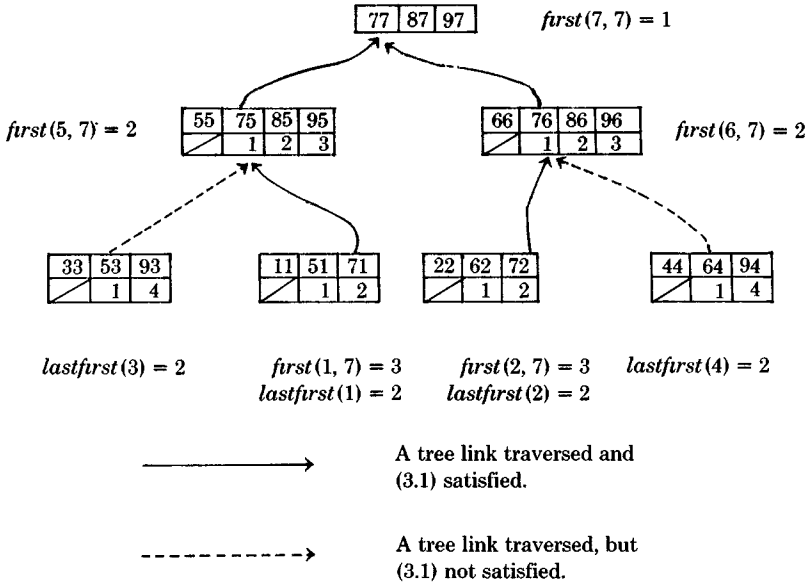 77 87 97
first(7, 7) = 1
first(5, 7) = 2
55 75 85 95
1 2 3
66 76 86 96
1 2 3
first(6, 7) = 2
33 53 93
1 4
11 51 71
1 2
22 62 72
1 2
44 64 94
1 4
lastfirst(3) = 2
first(1, 7) = 3
lastfirst(1) = 2
first(2, 7) = 3
lastfirst(2) = 2
lastfirst(4) = 2
A tree link traversed and
(3.1) satisfied.
A tree link traversed, but
(3.1) not satisfied.